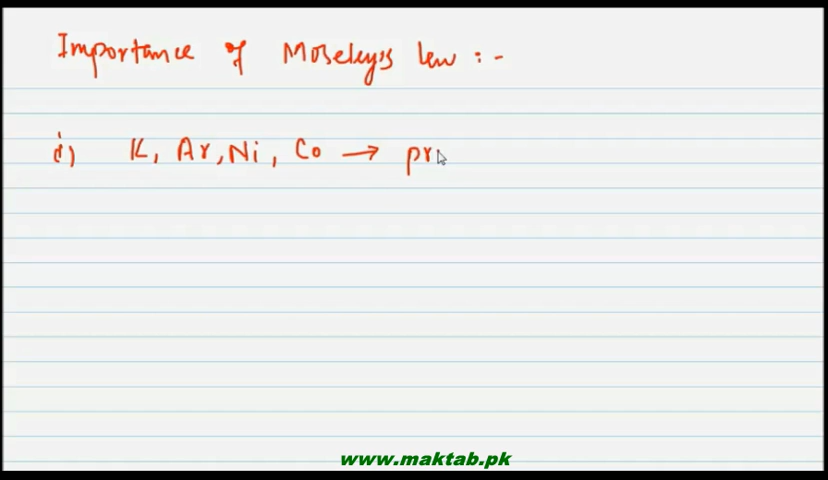 Importance of Moseley's law :-
i) K, Ar, Ni, Co → pr
www.maktab.pk